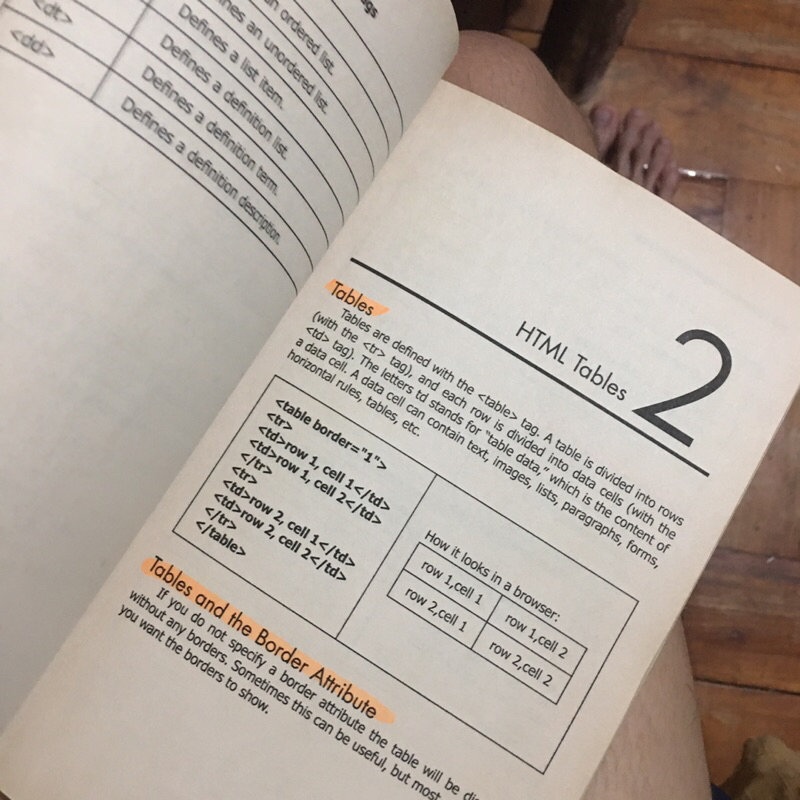 an ordered list.
Defines an unordered list.
Defines a list item.
Defines a definition list.
<dt>
Defines a definition term.
<dd>
Defines a definition description.
2
HTML Tables
Tables
Tables are defined with the <table> tag. A table is divided into rows
(with the <tr> tag), and each row is divided into data cells (with the
<td> tag). The letters td stands for "table data," which is the content of
a data cell. A data cell can contain text, images, lists, paragraphs, forms,
horizontal rules, tables, etc.
<table border="1">
<tr>
<td>row 1, cell 1</td>
<td>row 1, cell 2</td>
</tr>
<tr>
<td>row 2, cell 1</td>
<td>row 2, cell 2</td>
</tr>
</table>
How it looks in a browser:
row 1,cell 1 row 1,cell 2
row 2,cell 1 row 2,cell 2
Tables and the Border Attribute
If you do not specify a border attribute the table will be
without any borders. Sometimes this can be useful, but most
you want the borders to show.